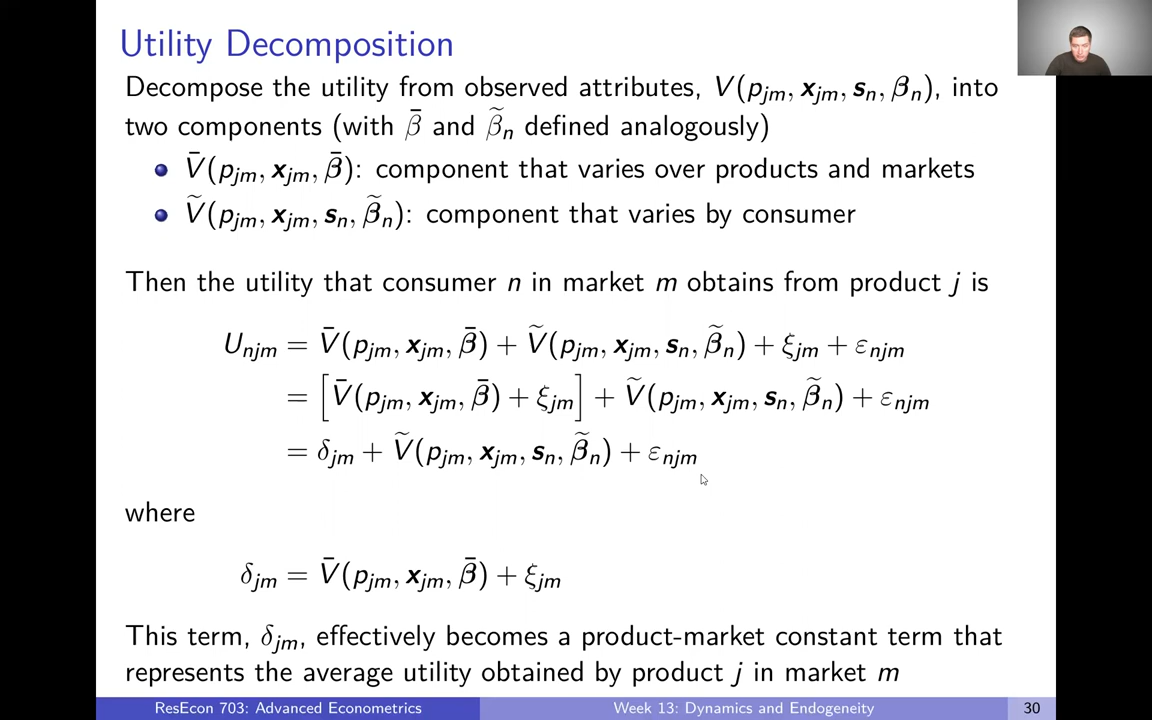 Utility Decomposition
Decompose the utility from observed attributes, V(pⱼₘ, xⱼₘ, sₙ, βₙ), into
two components (with β̄ and β̃ₙ defined analogously)
V̄(pⱼₘ, xⱼₘ, β̄): component that varies over products and markets
Ṽ(pⱼₘ, xⱼₘ, sₙ, β̃ₙ): component that varies by consumer
Then the utility that consumer n in market m obtains from product j is
Uₙⱼₘ = V̄(pⱼₘ, xⱼₘ, β̄) + Ṽ(pⱼₘ, xⱼₘ, sₙ, β̃ₙ) + ξⱼₘ + εₙⱼₘ
= [V̄(pⱼₘ, xⱼₘ, β̄) + ξⱼₘ] + Ṽ(pⱼₘ, xⱼₘ, sₙ, β̃ₙ) + εₙⱼₘ
= δⱼₘ + Ṽ(pⱼₘ, xⱼₘ, sₙ, β̃ₙ) + εₙⱼₘ
where
δⱼₘ = V̄(pⱼₘ, xⱼₘ, β̄) + ξⱼₘ
This term, δⱼₘ, effectively becomes a product-market constant term that
represents the average utility obtained by product j in market m
ResEcon 703: Advanced Econometrics Week 13: Dynamics and Endogeneity 30